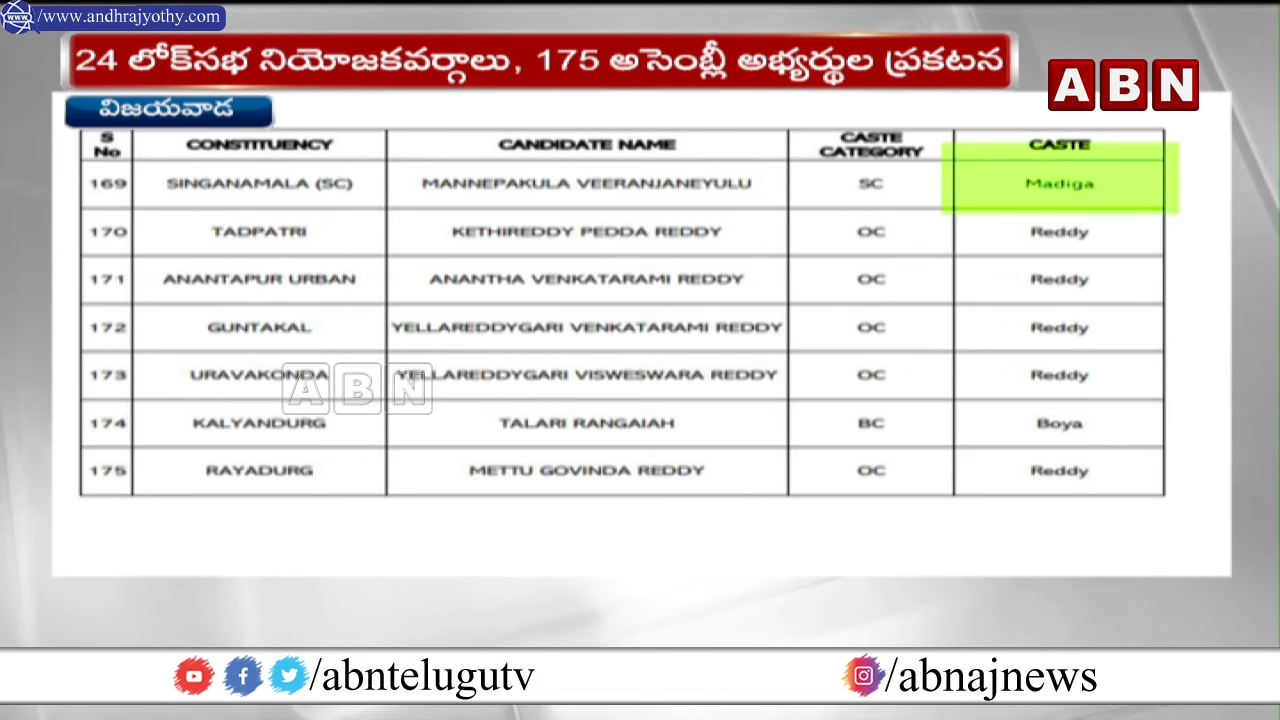 /www.andhrajyothy.com
24 లోక్‌సభ నియోజకవర్గాలు, 175 అసెంబ్లీ అభ్యర్థుల ప్రకటన
ABN
విజయవాడ
S No CONSTITUENCY CANDIDATE NAME CASTE CATEGORY CASTE
169 SINGANAMALA (SC) MANNEPAKULA VEERANJANEYULU SC Madiga
170 TADPATRI KETHIREDDY PEDDA REDDY OC Reddy
171 ANANTAPUR URBAN ANANTHA VENKATARAMI REDDY OC Reddy
172 GUNTAKAL YELLAREDDYGARI VENKATARAMI REDDY OC Reddy
173 URAVAKONDA YELLAREDDYGARI VISWESWARA REDDY OC Reddy
ABN
174 KALYANDURG TALARI RANGAIAH BC Boya
175 RAYADURG METTU GOVINDA REDDY OC Reddy
/abntelugutv /abnajnews